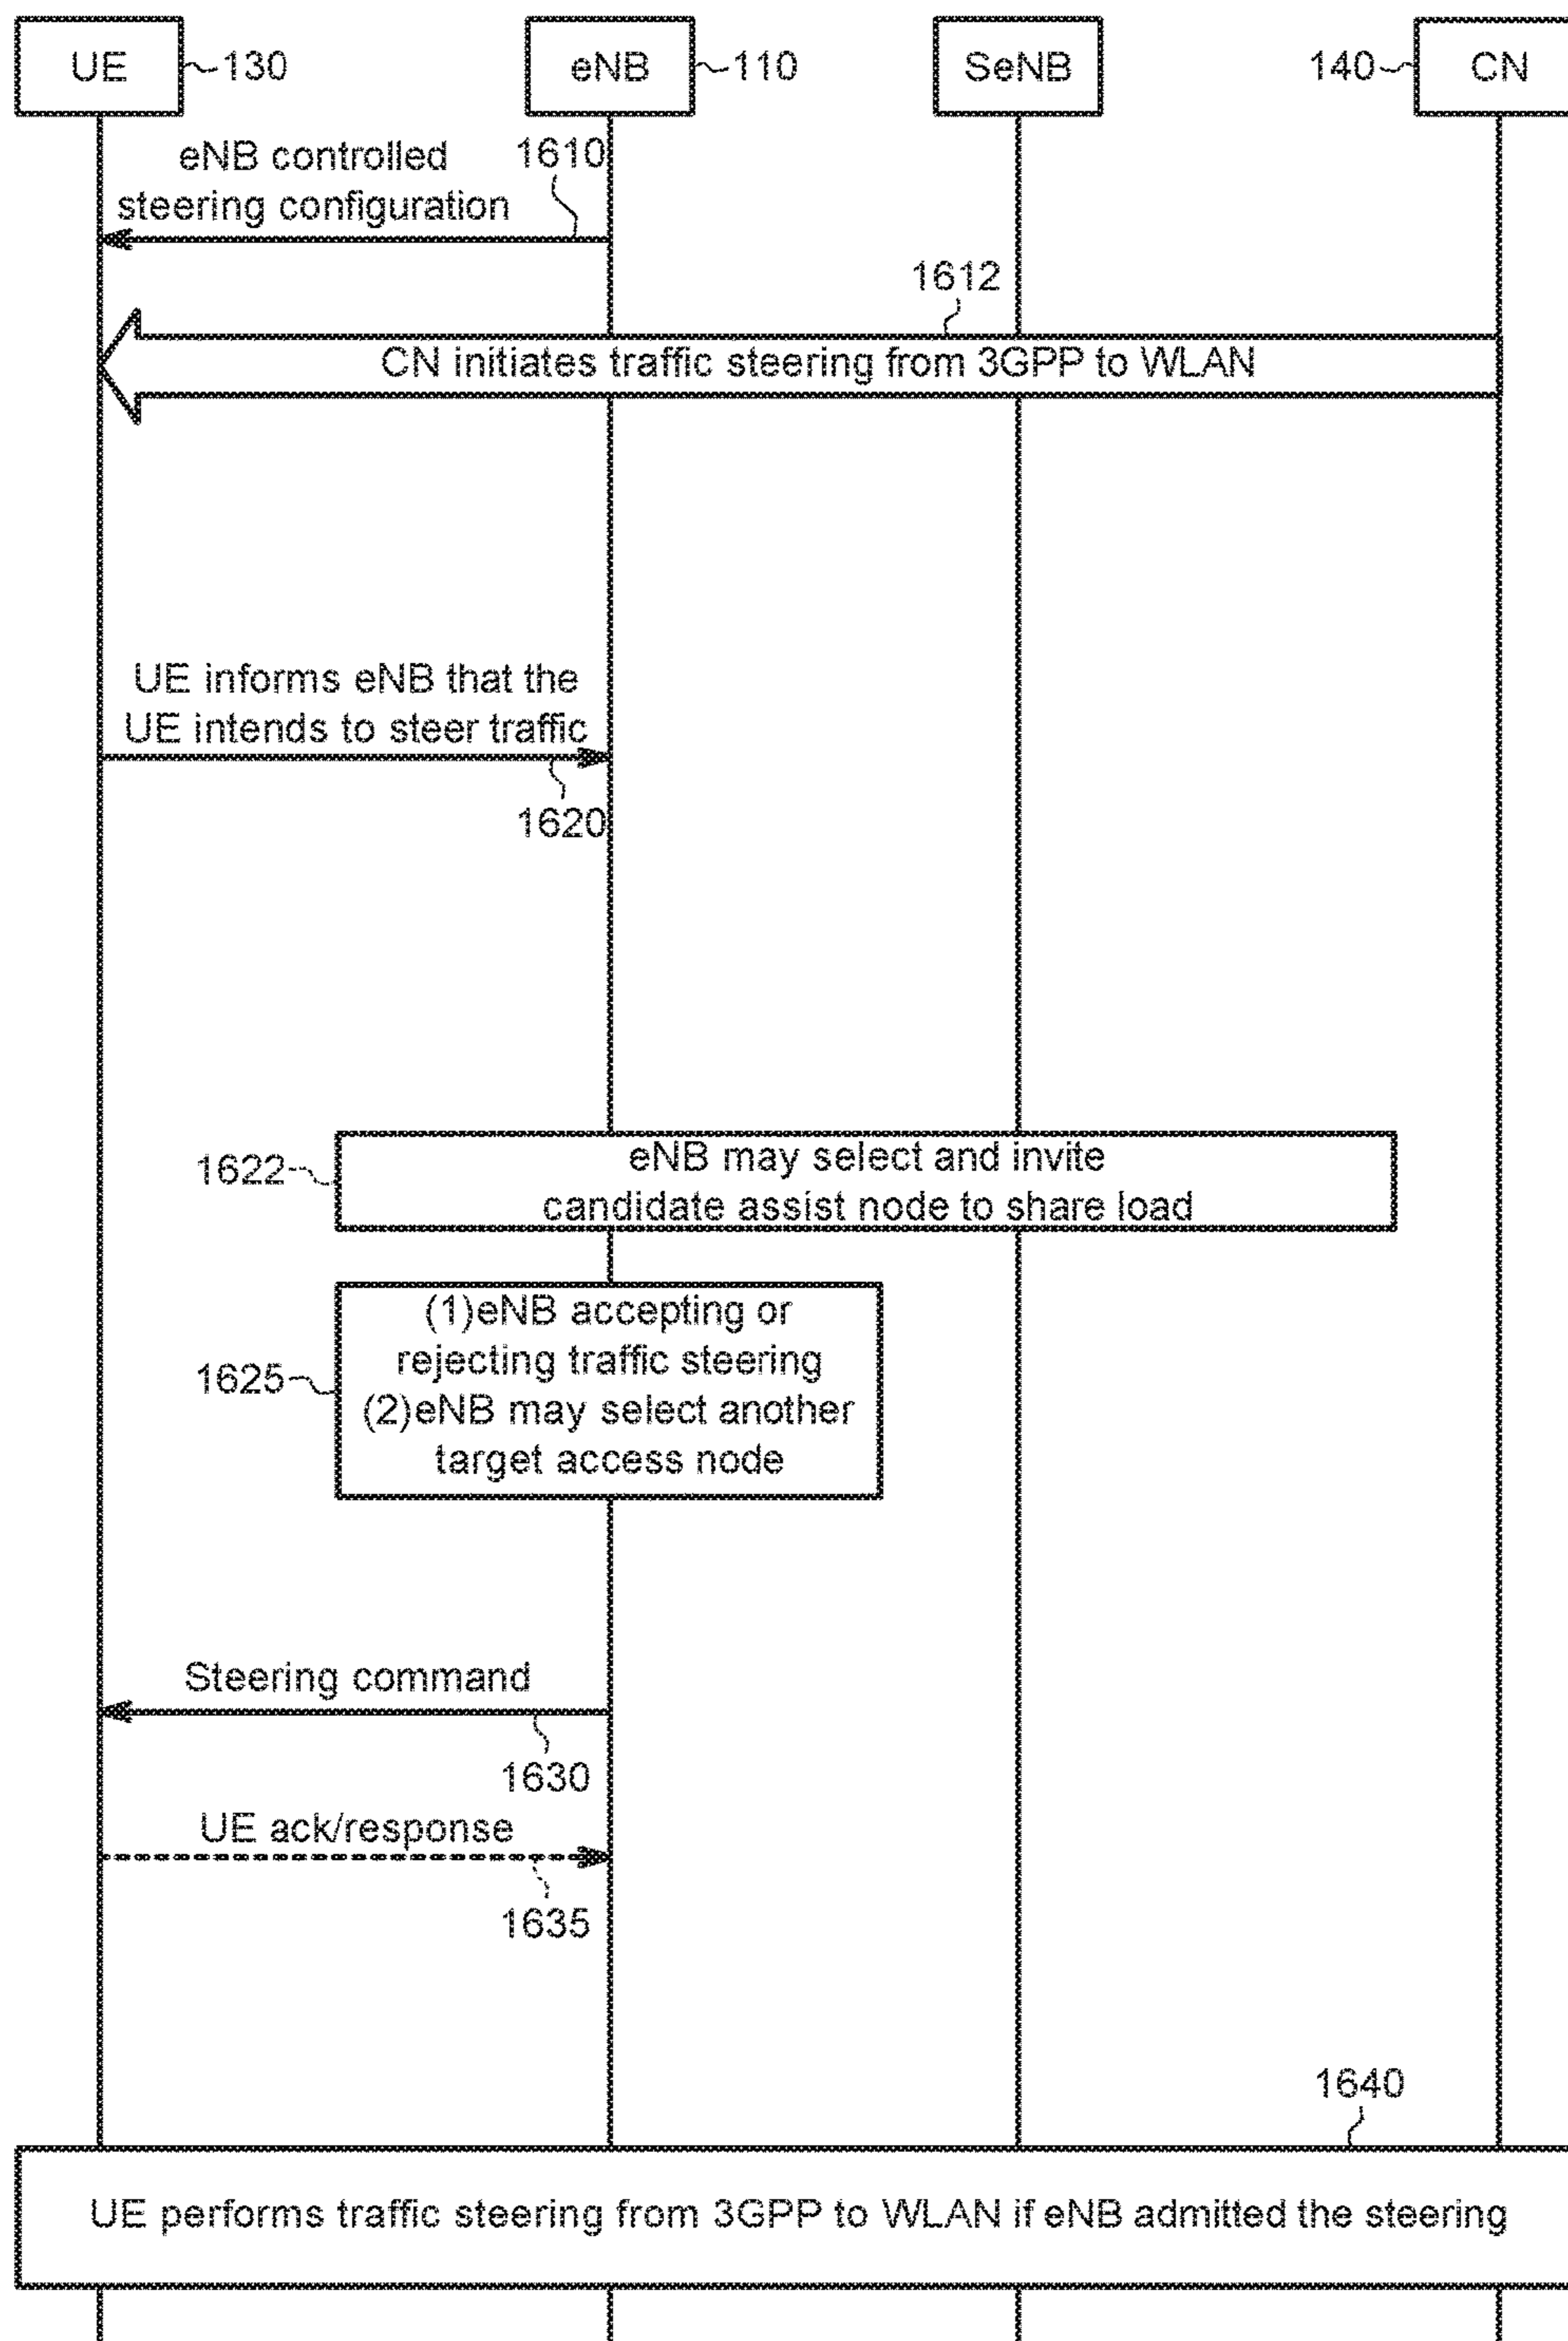 UE
130
eNB
110
SeNB
140
CN
eNB controlled
steering configuration
1610
1612
CN initiates traffic steering from 3GPP to WLAN
UE informs eNB that the
UE intends to steer traffic
1620
1622
eNB may select and invite
candidate assist node to share load
1625
(1)eNB accepting or
rejecting traffic steering
(2)eNB may select another
target access node
Steering command
1630
UE ack/response
1635
1640
UE performs traffic steering from 3GPP to WLAN if eNB admitted the steering